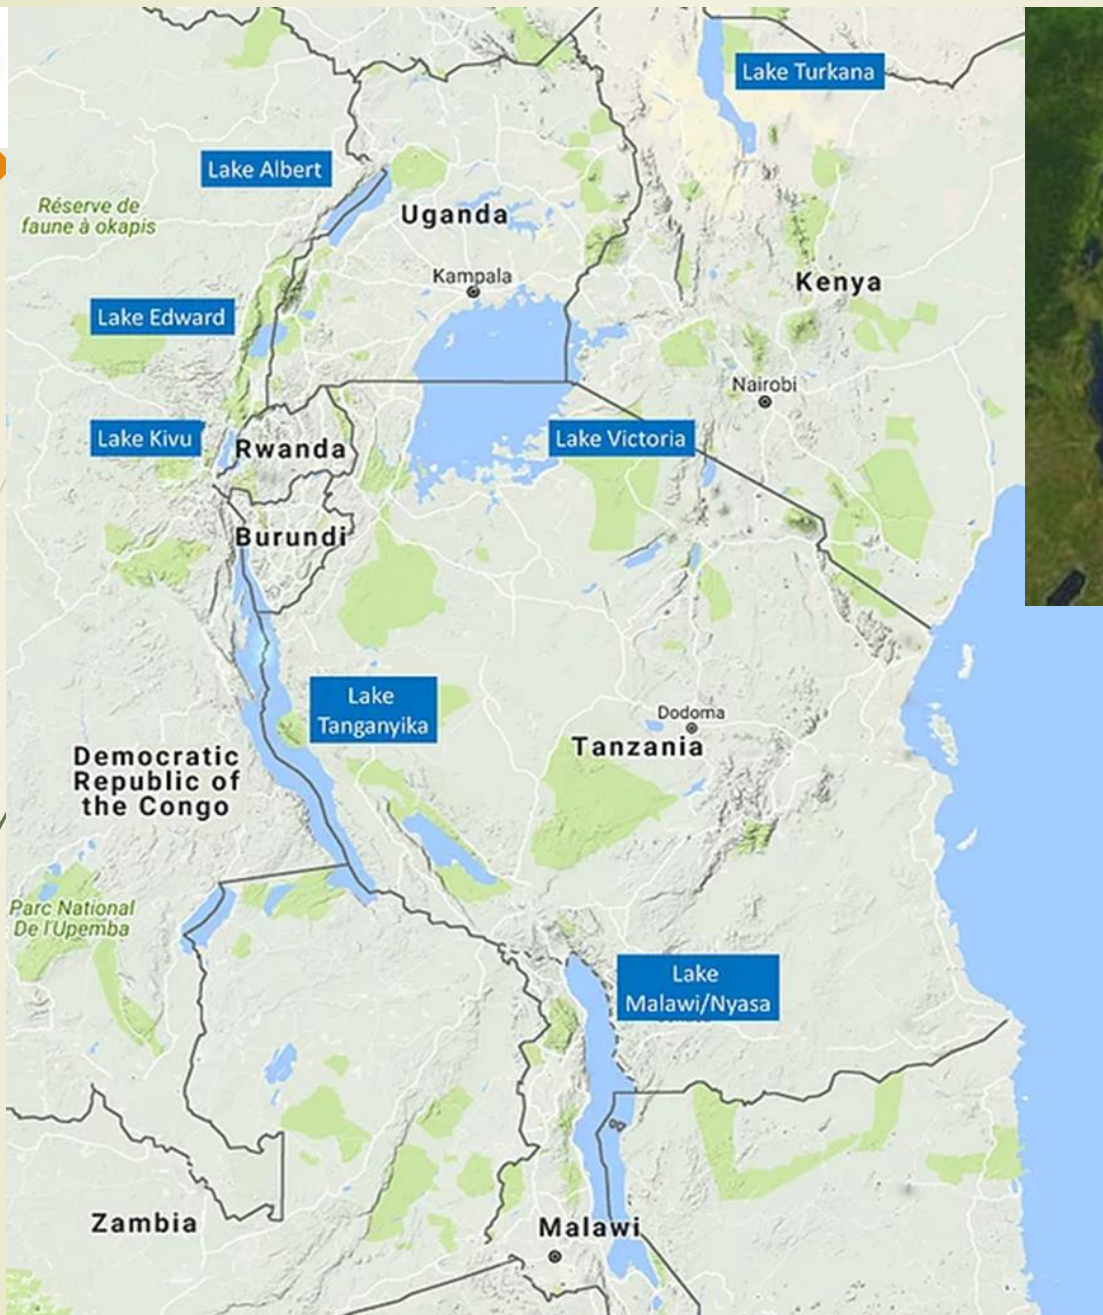 Lake Turkana
Lake Albert
Réserve de
faune à okapis
Uganda
Kampala
Kenya
Lake Edward
Nairobi
Lake Kivu
Rwanda
Lake Victoria
Burundi
Lake
Tanganyika
Dodoma
Tanzania
Democratic
Republic of
the Congo
Parc National
De l'Upemba
Lake
Malawi/Nyasa
Zambia
Malawi